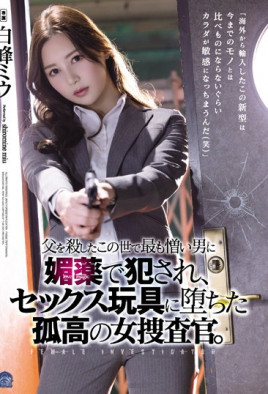 主演
白峰ミウ
shiromine miu
「海外から輸入したこの新型は
今までのモノとは
比べものにならないぐらい
カラダが敏感になっちまうんだ(笑)」
父を殺したこの世で最も憎い男に
媚薬で犯され、
セックス玩具に堕ちた
孤高の女捜査官。
FEMALE INVESTIGATOR